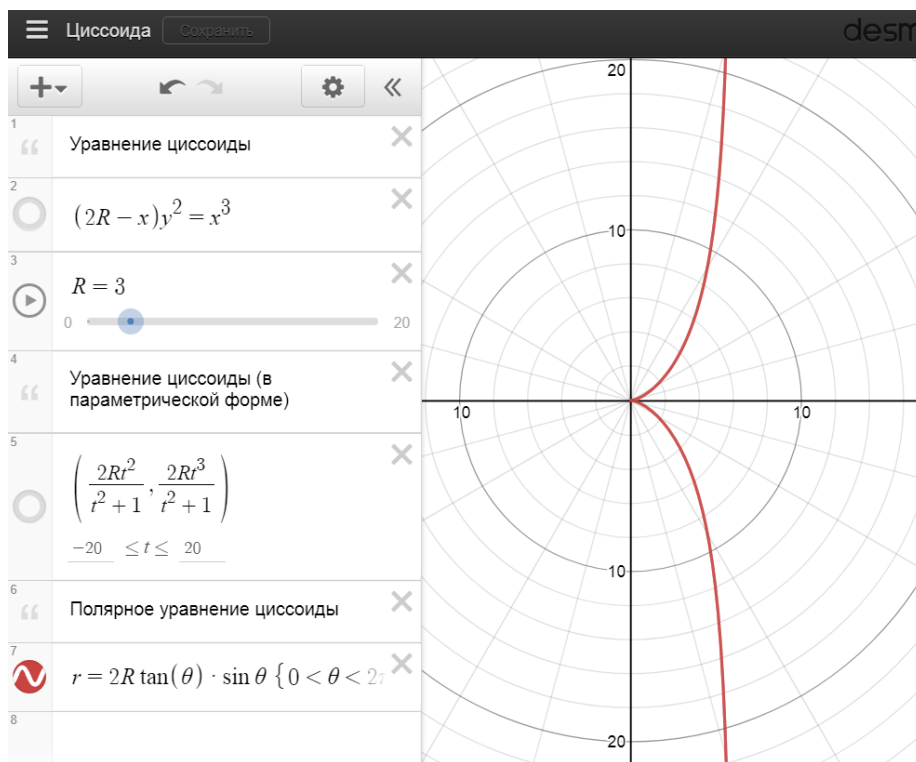 Циссоида
Сохранить
desm
1
Уравнение циссоиды
2
(2R − x)y² = x³
3
R = 3
0 20
4
Уравнение циссоиды (в
параметрической форме)
5
(2Rt²/(t² + 1), 2Rt³/(t² + 1))
−20 ≤ t ≤ 20
6
Полярное уравнение циссоиды
7
r = 2R tan(θ) · sin θ {0 < θ < 2
8
20
10
10
10
10
20